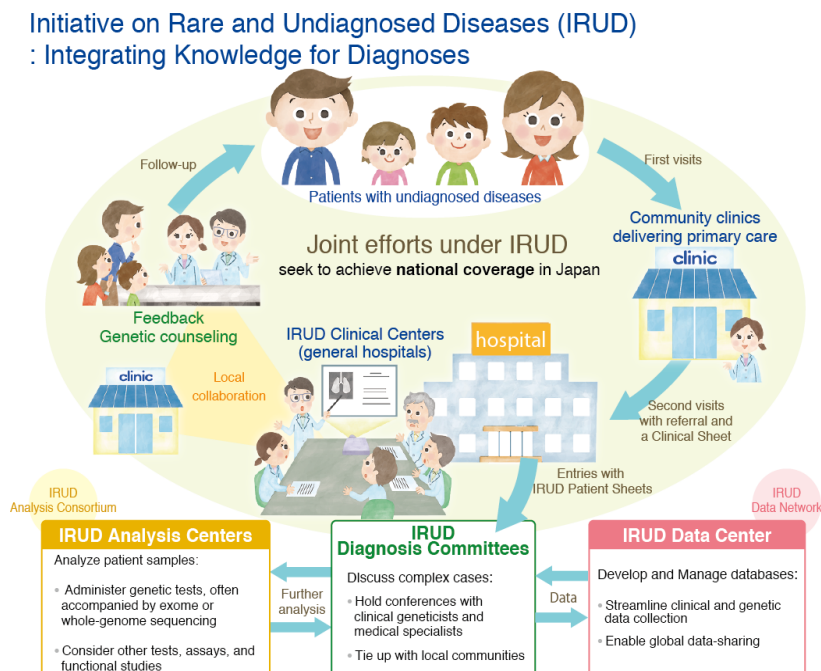 Initiative on Rare and Undiagnosed Diseases (IRUD)
: Integrating Knowledge for Diagnoses
Follow-up
First visits
Patients with undiagnosed diseases
Community clinics
delivering primary care
clinic
Joint efforts under IRUD
seek to achieve national coverage in Japan
Feedback
Genetic counseling
IRUD Clinical Centers
(general hospitals)
hospital
clinic
Local
collaboration
Second visits
with referral and
a Clinical Sheet
Entries with
IRUD Patient Sheets
IRUD
Analysis Consortium
IRUD
Data Network
IRUD Analysis Centers
Analyze patient samples:
• Administer genetic tests, often
accompanied by exome or
whole-genome sequencing
• Consider other tests, assays, and
functional studies
Further
analysis
IRUD
Diagnosis Committees
Discuss complex cases:
• Hold conferences with
clinical geneticists and
medical specialists
• Tie up with local communities
Data
IRUD Data Center
Develop and Manage databases:
• Streamline clinical and genetic
data collection
• Enable global data-sharing